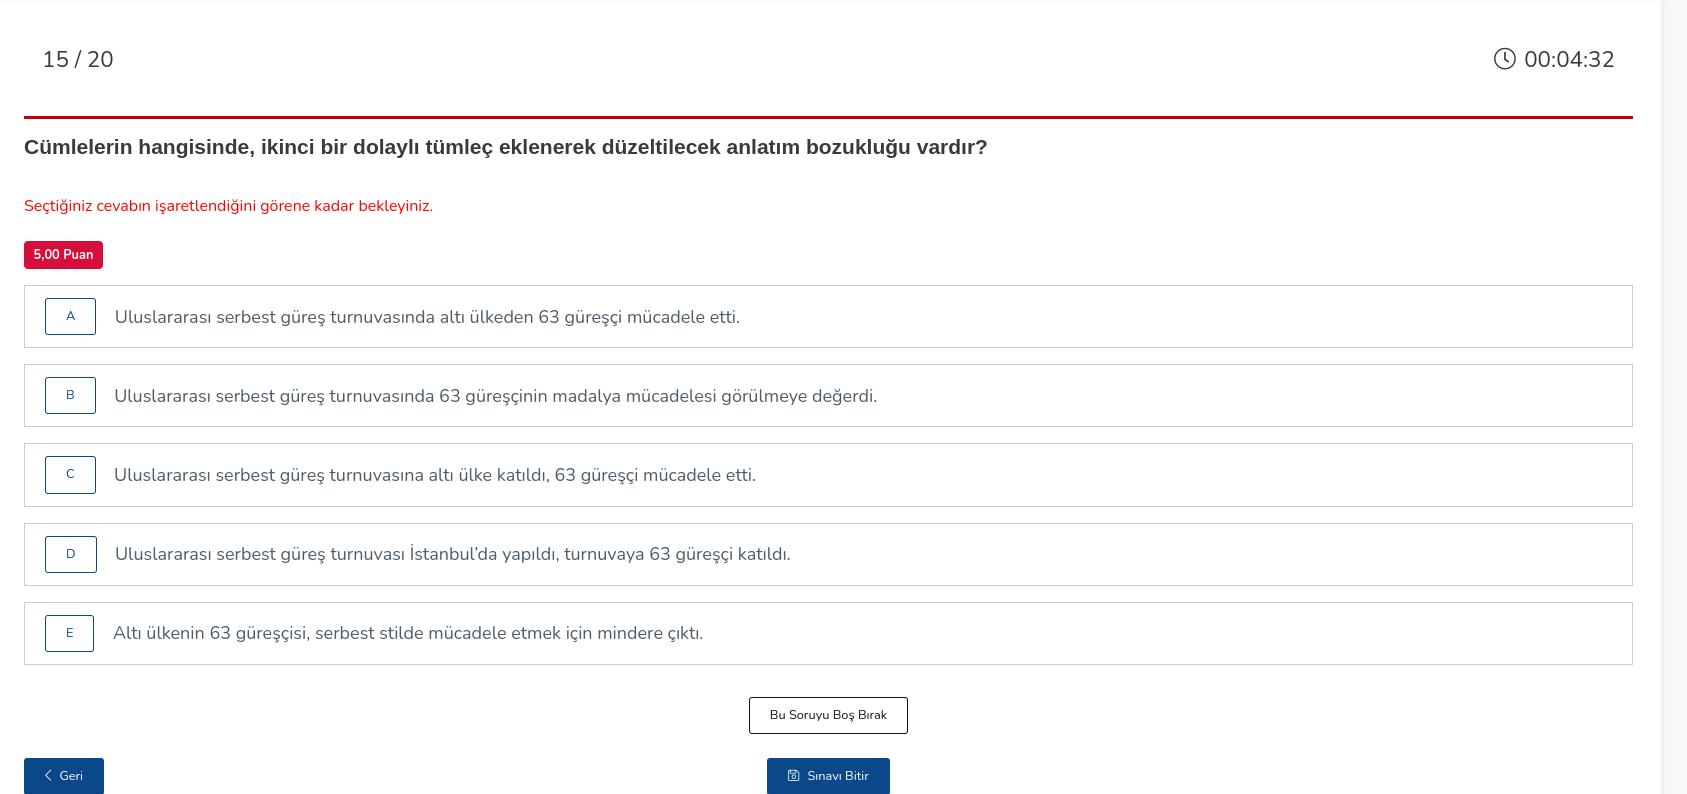 15 / 20
00:04:32
Cümlelerin hangisinde, ikinci bir dolaylı tümleç eklenerek düzeltilecek anlatım bozukluğu vardır?
Seçtiğiniz cevabın işaretlendiğini görene kadar bekleyiniz.
5,00 Puan
A Uluslararası serbest güreş turnuvasında altı ülkeden 63 güreşçi mücadele etti.
B Uluslararası serbest güreş turnuvasında 63 güreşçinin madalya mücadelesi görülmeye değerdi.
C Uluslararası serbest güreş turnuvasına altı ülke katıldı, 63 güreşçi mücadele etti.
D Uluslararası serbest güreş turnuvası İstanbul'da yapıldı, turnuvaya 63 güreşçi katıldı.
E Altı ülkenin 63 güreşçisi, serbest stilde mücadele etmek için mindere çıktı.
Bu Soruyu Boş Bırak
Geri
Sınavı Bitir